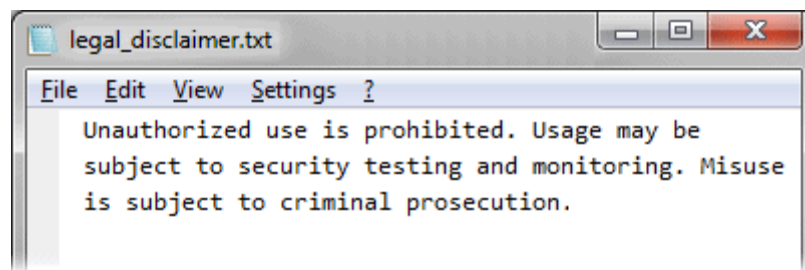 legal_disclaimer.txt
File Edit View Settings ?
Unauthorized use is prohibited. Usage may be
subject to security testing and monitoring. Misuse
is subject to criminal prosecution.